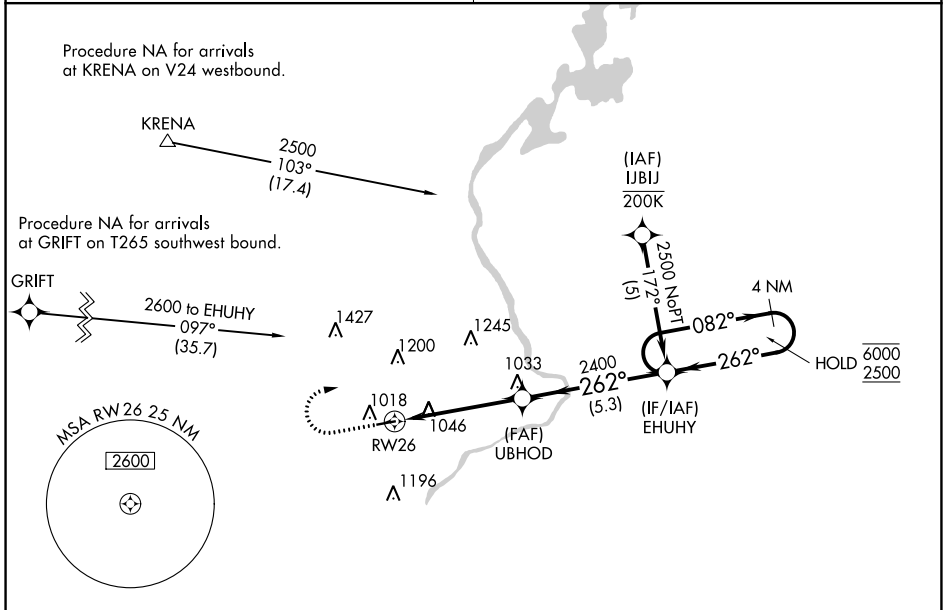 Procedure NA for arrivals
at KRENA on V24 westbound.
KRENA
2500
103°
(17.4)
(IAF)
IJBIJ
200K
Procedure NA for arrivals
at GRIFT on T265 southwest bound.
GRIFT
2600 to EHUHY
097°
(35.7)
2500 NoPT
172°
(5)
4 NM
082°
262°
HOLD
6000
2500
1427
1245
1200
1033
2400
262°
(5.3)
(IF/IAF)
EHUHY
1018
1046
RW26
(FAF)
UBHOD
1196
MSA RW26 25 NM
2600